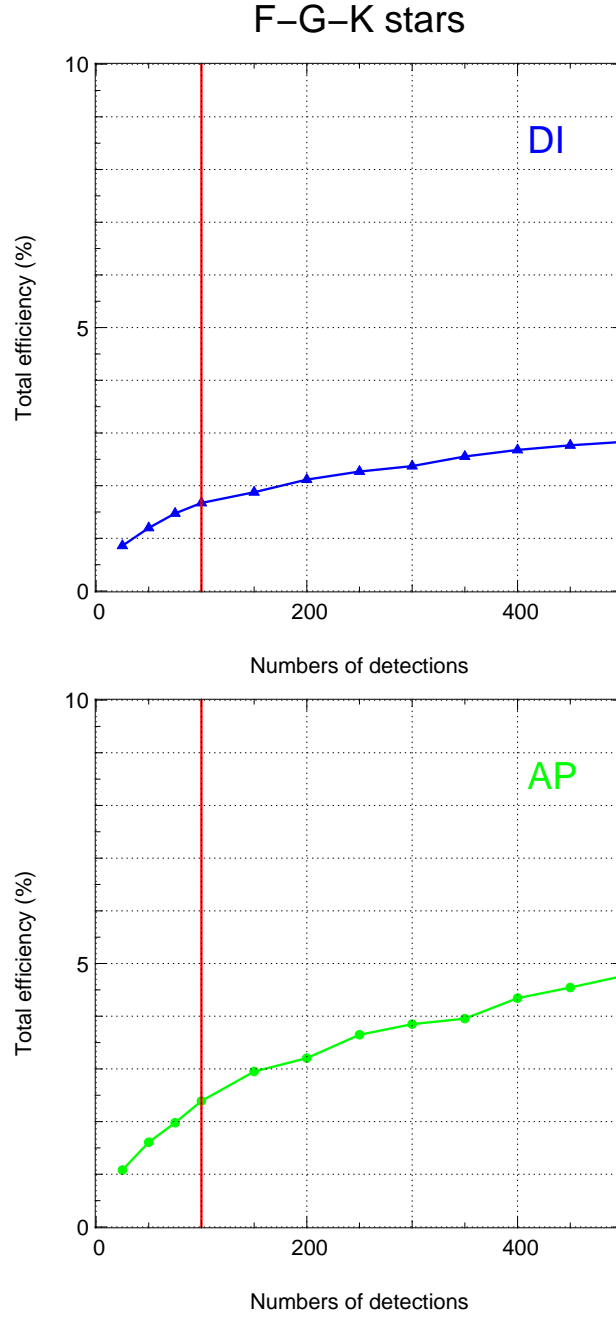 F−G−K stars
10
DI
Total efficiency (%)
5
0
0 200 400
Numbers of detections
10
AP
Total efficiency (%)
5
0
0 200 400
Numbers of detections